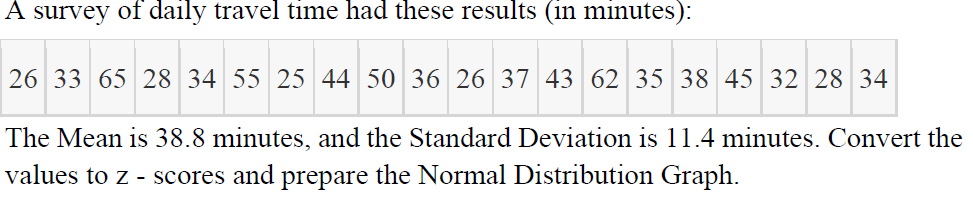 A survey of daily travel time had these results (in minutes):
26 33 65 28 34 55 25 44 50 36 26 37 43 62 35 38 45 32 28 34
The Mean is 38.8 minutes, and the Standard Deviation is 11.4 minutes. Convert the
values to z - scores and prepare the Normal Distribution Graph.